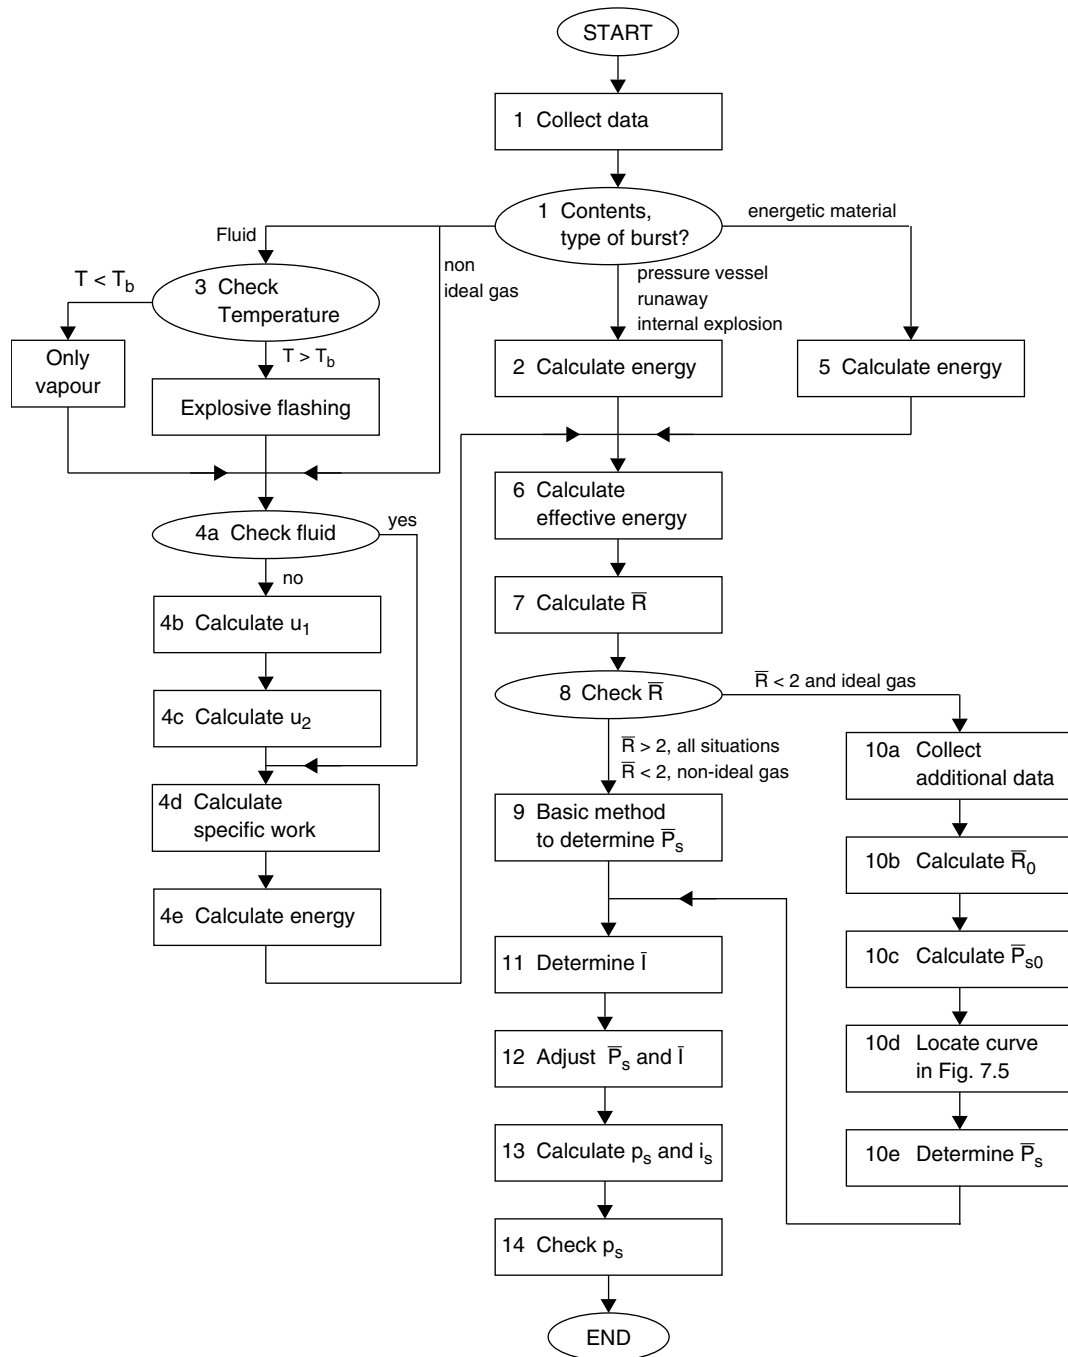 START
1 Collect data
1 Contents,
type of burst?
energetic material
Fluid
non
ideal gas
pressure vessel
runaway
internal explosion
T < T_b
3 Check
Temperature
T > T_b
Only
vapour
Explosive flashing
2 Calculate energy
5 Calculate energy
6 Calculate
effective energy
4a Check fluid
yes
no
7 Calculate R̅
4b Calculate u₁
8 Check R̅
R̅ < 2 and ideal gas
4c Calculate u₂
R̅ > 2, all situations
R̅ < 2, non-ideal gas
10a Collect
additional data
4d Calculate
specific work
9 Basic method
to determine P̅ₛ
10b Calculate R̅₀
4e Calculate energy
10c Calculate P̅ₛ₀
11 Determine I̅
10d Locate curve
in Fig. 7.5
12 Adjust P̅ₛ and I̅
10e Determine P̅ₛ
13 Calculate pₛ and iₛ
14 Check pₛ
END